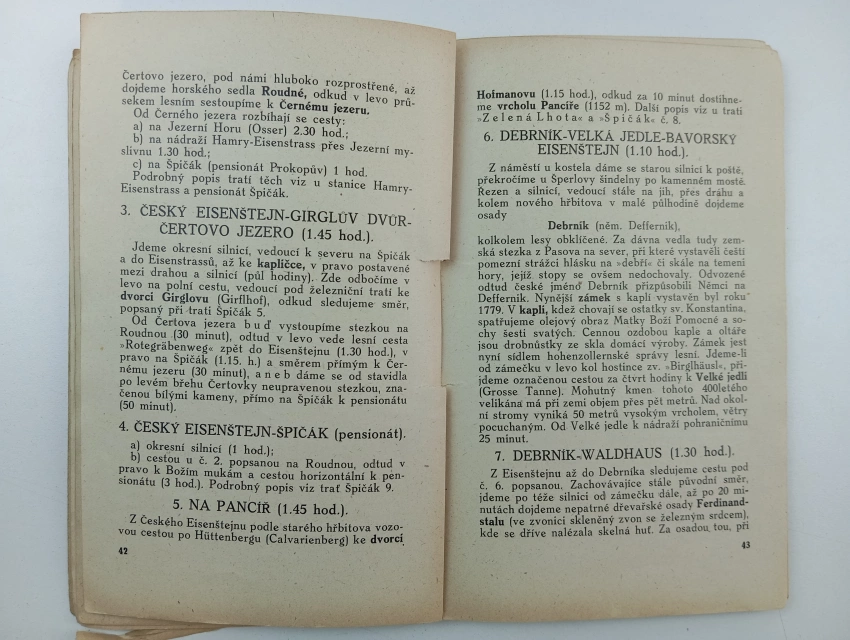 Čertovo jezero, pod námi hluboko rozprostřené, až
dojdeme horského sedla Roudné, odkud v levo prů-
sekem lesním sestoupíme k Černému jezeru.
Od Černého jezera rozbíhají se cesty:
a) na Jezerní Horu (Osser) 2.30 hod.;
b) na nádraží Hamry-Eisenstrass přes Jezerní my-
slivnu 1.30 hod.;
c) na Špičák (pensionát Prokopův) 1 hod.
Podrobný popis tratí těch viz u stanice Hamry-
Eisenstrass a pensionát Špičák.
3. ČESKÝ EISENŠTEJN-GIRGLŮV DVŮR-
ČERTOVO JEZERO (1.45 hod.).
Jdeme okresní silnicí, vedoucí k severu na Špičák
a do Eisenstrassů, až ke kapličce, v pravo postavené
mezi drahou a silnicí (půl hodiny). Zde odbočíme v
levo na polní cestu, vedoucí pod železniční tratí ke
dvorci Girglovu (Girflhof), odkud sledujeme směr,
popsaný při trati Špičák 5.
Od Čertova jezera buď vystoupíme stezkou na
Roudnou (30 minut), odtud v levo vede lesní cesta
»Rotegräbenweg« zpět do Eisenštejnu (1.30 hod.), v
pravo na Špičák (1.15. h.) a směrem přímým k Čer-
nému jezeru (30 minut), aneb dáme se od stavidla
po levém břehu Čertovky neupravenou stezkou, zna-
čenou bílými kameny, přímo na Špičák k pensionátu
(50 minut).
4. ČESKÝ EISENŠTEJN-ŠPIČÁK (pensionát).
a) okresní silnicí (1 hod.);
b) cestou u č. 2. popsanou na Roudnou, odtud v
pravo k Božím mukám a cestou horizontální k pen-
sionátu (3 hod.). Podrobný popis viz trať Špičák 9.
5. NA PANCÍŘ (1.45 hod.).
Z Českého Eisenštejnu podle starého hřbitova vozo-
vou cestou po Hüttenbergu (Calvarienberg) ke dvorci
42
Hofmanovu (1.15 hod.), odkud za 10 minut dostihne-
me vrcholu Pancíře (1152 m). Další popis viz u trati
»Zelená Lhota« a »Špičák« č. 8.
6. DEBRNÍK-VELKÁ JEDLE-BAVORSKÝ
EISENŠTEJN (1.10 hod.).
Z náměstí u kostela dáme se starou silnicí k poště,
překročíme u Šperlovy šindelny po kamenném mostě
Řezen a silnicí, vedoucí stále na jih, přes dráhu a
kolem nového hřbitova v malé půlhodině dojdeme
osady
Debrník (něm. Deffernik),
kolkolem lesy obklíčené. Za dávna vedla tudy zem-
ská stezka z Pasova na sever, při které vystavěli čeští
pomezní strážci hlásku na »debří« či skále na temeni
hory, jejíž stopy se ovšem nedochovaly. Odvozené
odtud české jméno Debrník přizpůsobili Němci na
Deffernik. Nynější zámek s kaplí vystavěn byl roku
1779. V kapli, kdež chovají se ostatky sv. Konstantina,
spatřujeme olejový obraz Matky Boží Pomocné a so-
chy šesti svatých. Cennou ozdobou kaple a oltáře
jsou drobnůstky ze skla domácí výroby. Zámek jest
nyní sídlem hohenzollernské správy lesní. Jdeme-li
od zámečku v levo kol hostince zv. »Birglhäusl«, při-
jdeme označenou cestou za čtvrt hodiny k Velké jedli
(Grosse Tanne). Mohutný kmen tohoto 400letého
velikána má při zemi objem přes pět metrů. Nad okol-
ní stromy vyniká 50 metrů vysokým vrcholem, větry
pocuchaným. Od Velké jedle k nádraží pohraničnímu
25 minut.
7. DEBRNÍK-WALDHAUS (1.30 hod.).
Z Eisenštejnu až do Debrníka sledujeme cestu pod
č. 6. popsanou. Zachovávajíce stále původní směr,
jdeme po téže silnici od zámečku dále, až po 20 mi-
nutách dojdeme nepatrné dřevařské osady Ferdinand-
stalu (ve zvonici skleněný zvon se železným srdcem),
kde se dříve nalézala skelná huť. Za osadou tou, při
43